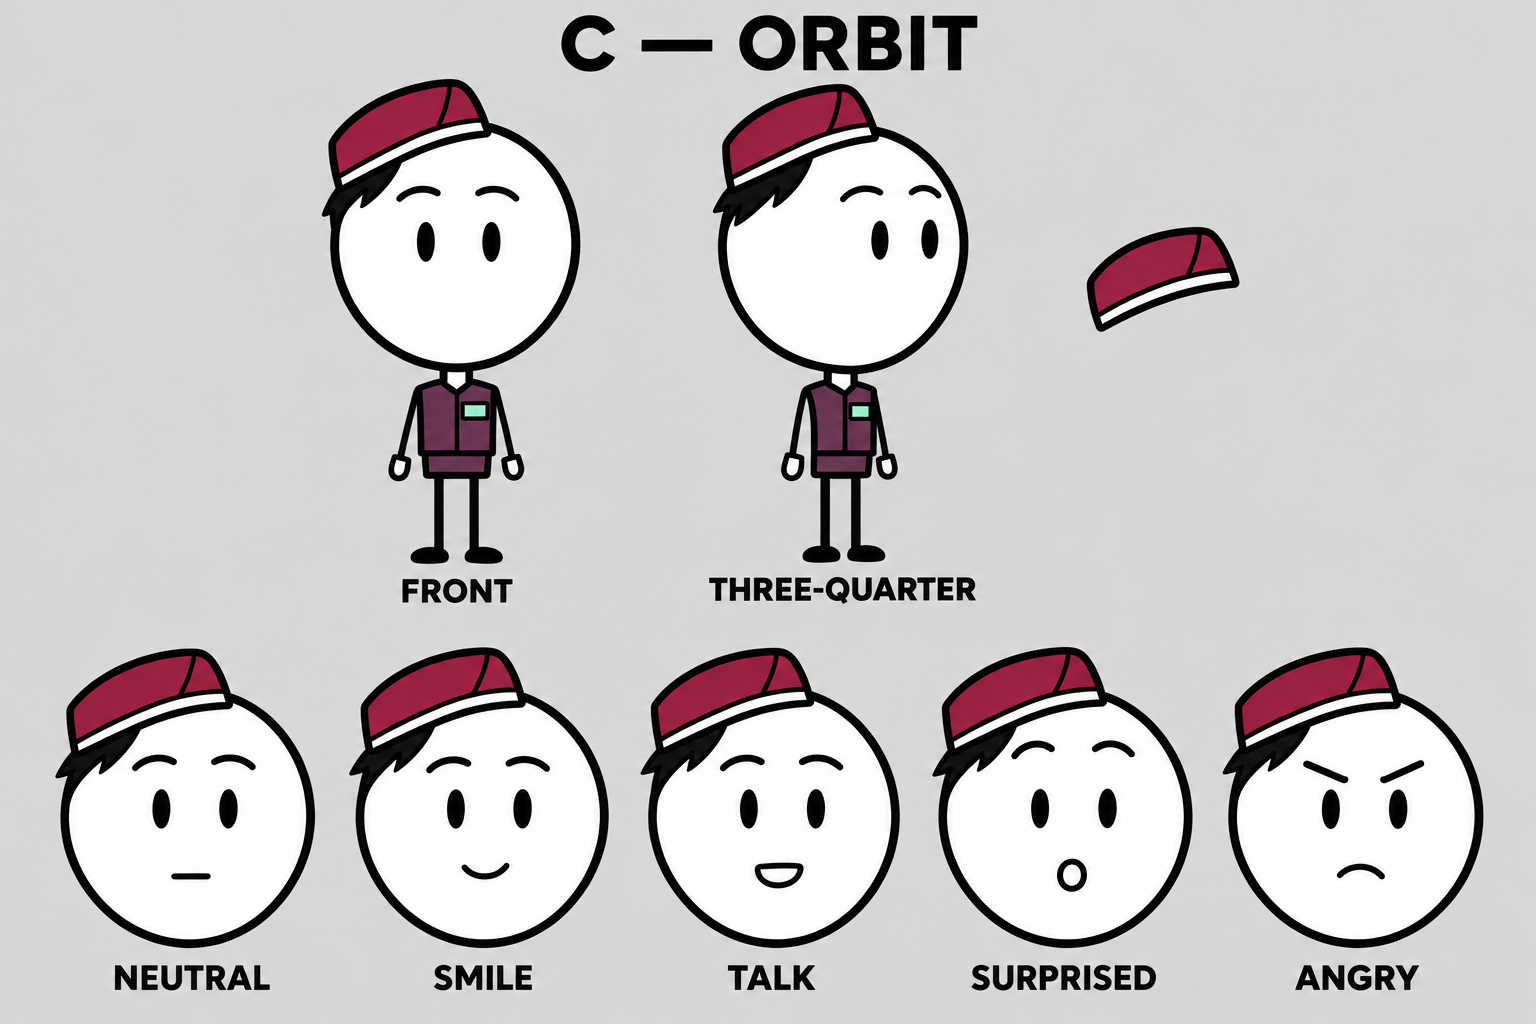 C — ORBIT
FRONT
THREE-QUARTER
NEUTRAL
SMILE
TALK
SURPRISED
ANGRY